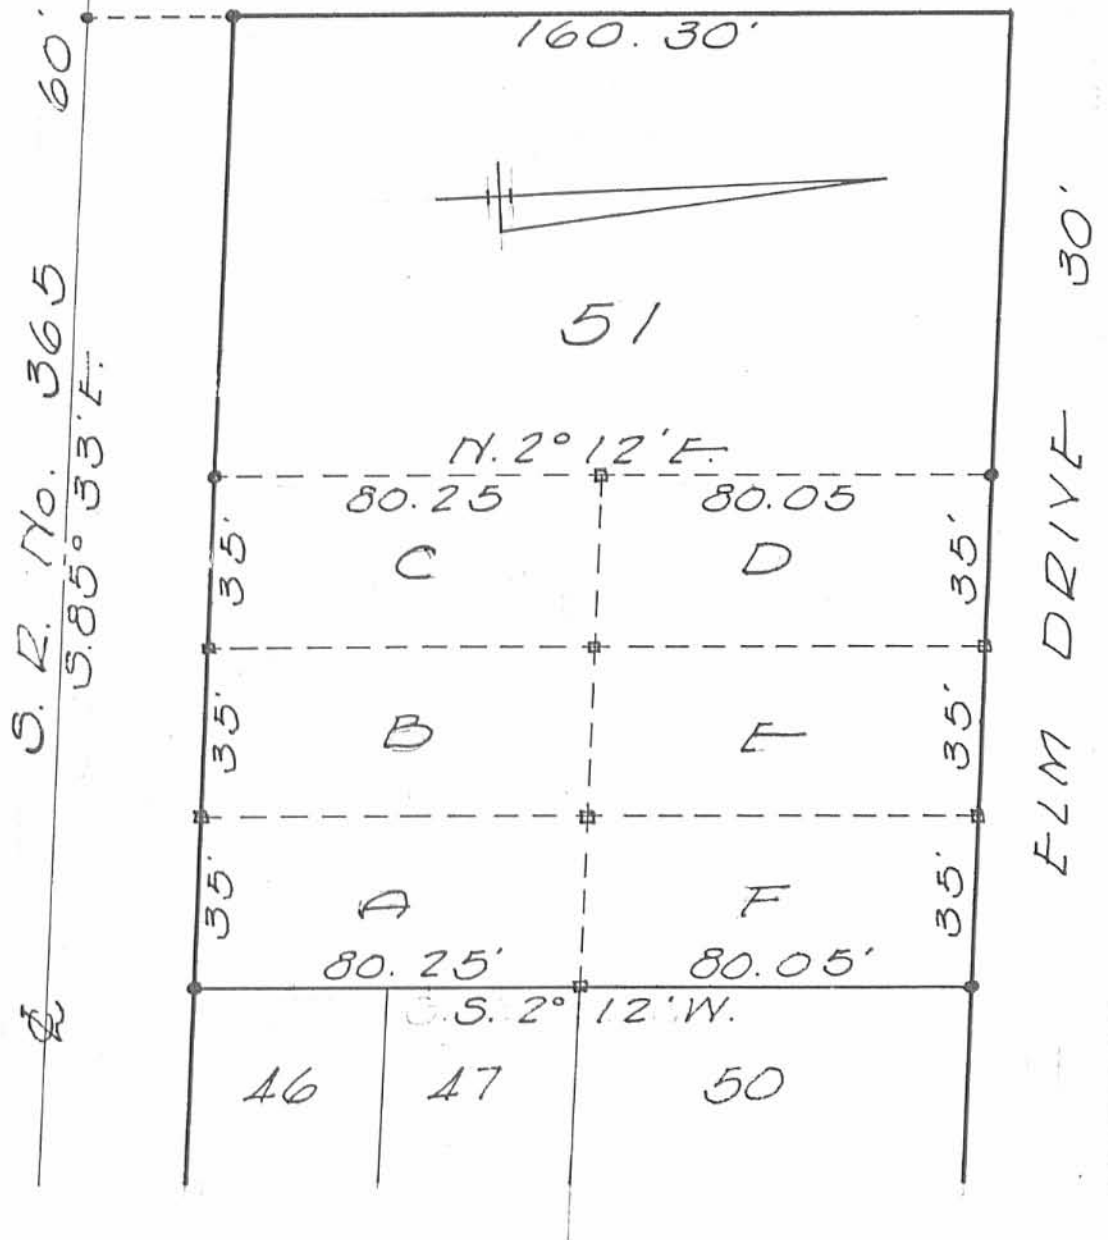 160.30'
S. R. No. 365 60'
S.85° 33' E.
51
ELM DRIVE 30'
N. 2° 12' E.
80.25 80.05
C D
35' 35'
B E
35' 35'
A F
35' 35'
80.25' 80.05'
S. 2° 12' W.
46 47 50